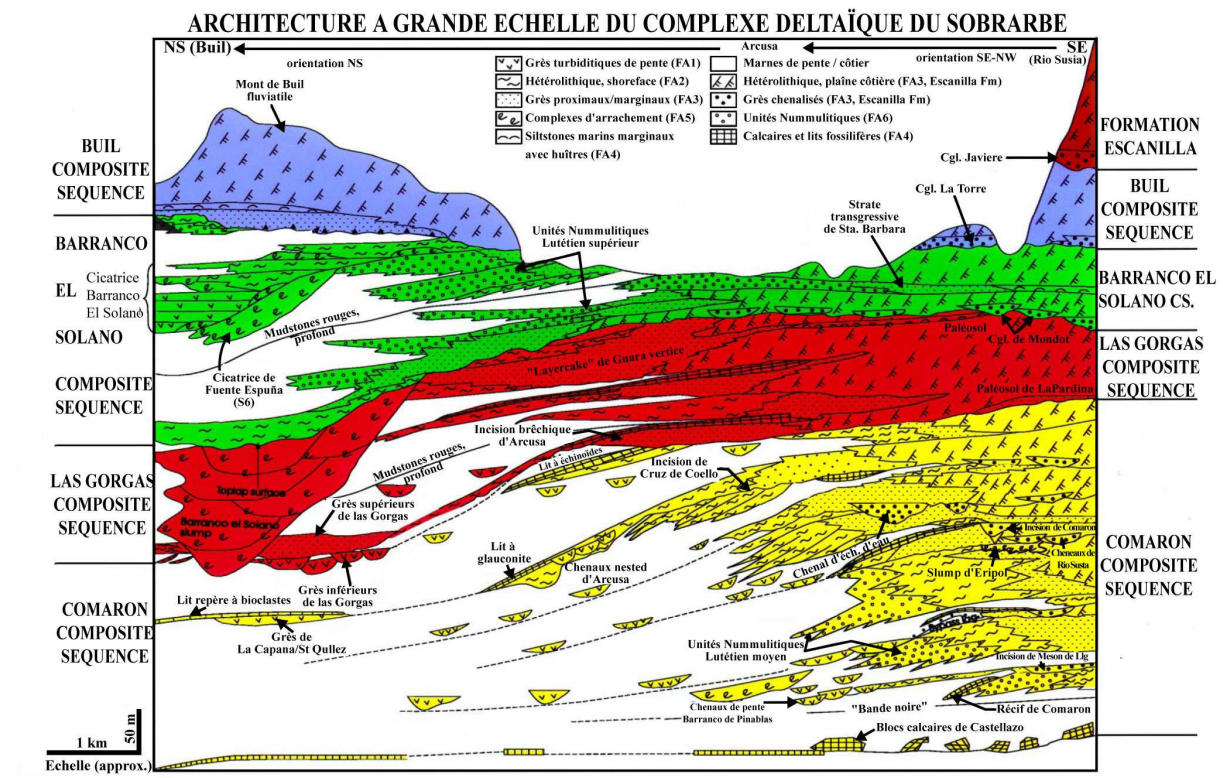 ARCHITECTURE A GRANDE ECHELLE DU COMPLEXE DELTAÏQUE DU SOBRARBE
NS (Buil)
Arcusa
SE
orientation NS
orientation SE-NW
(Rio Susia)
Grès turbiditiques de pente (FA1)
Hétérolithique, shoreface (FA2)
Grès proximaux/marginaux (FA3)
Complexes d'arrachement (FA5)
Siltstones marins marginaux
avec huîtres (FA4)
Marnes de pente / côtier
Hétérolithique, plaîne côtière (FA3, Escanilla Fm)
Grès chenalisés (FA3, Escanilla Fm)
Unités Nummulitiques (FA6)
Calcaires et lits fossilifères (FA4)
Mont de Buil
fluviatile
BUIL
COMPOSITE
SEQUENCE
BARRANCO
EL
SOLANO
COMPOSITE
SEQUENCE
Cicatrice
Barranco
El Solano
LAS GORGAS
COMPOSITE
SEQUENCE
COMARON
COMPOSITE
SEQUENCE
FORMATION
ESCANILLA
BUIL
COMPOSITE
SEQUENCE
BARRANCO EL
SOLANO CS.
LAS GORGAS
COMPOSITE
SEQUENCE
COMARON
COMPOSITE
SEQUENCE
Cgl. Javiere
Cgl. La Torre
Strate
transgressive
de Sta. Barbara
Unités Nummulitiques
Lutétien supérieur
Mudstones rouges,
profond
Cicatrice de
Fuente Espuña
(S6)
Paléosol
Cgl. de Mondot
"Layercake" de Guara vertice
Paléosol de LaPardina
Incision brêchique
d'Arcusa
Lit à échinoïdes
Mudstones rouges,
profond
Incision de
Cruz de Coello
Toplap surface
Barranco el Solano
slump
Grès supérieurs
de las Gorgas
Lit à
glauconite
Chenaux nested
d'Arcusa
Chenal d'éch. d'eau
Incision de Comaron
Cheneaux de
Rio Susta
Slump d'Eripol
Grès inférieurs
de las Gorgas
Lit repère à bioclastes
Grès de
La Capana/St Qullez
Unités Nummulitiques
Lutétien moyen
Incision de Meson de Llg
Chenaux de pente
Barranco de Pinablas
"Bande noire"
Récif de Comaron
Blocs calcaires de Castellazo
1 km
50 m
Echelle (approx.)